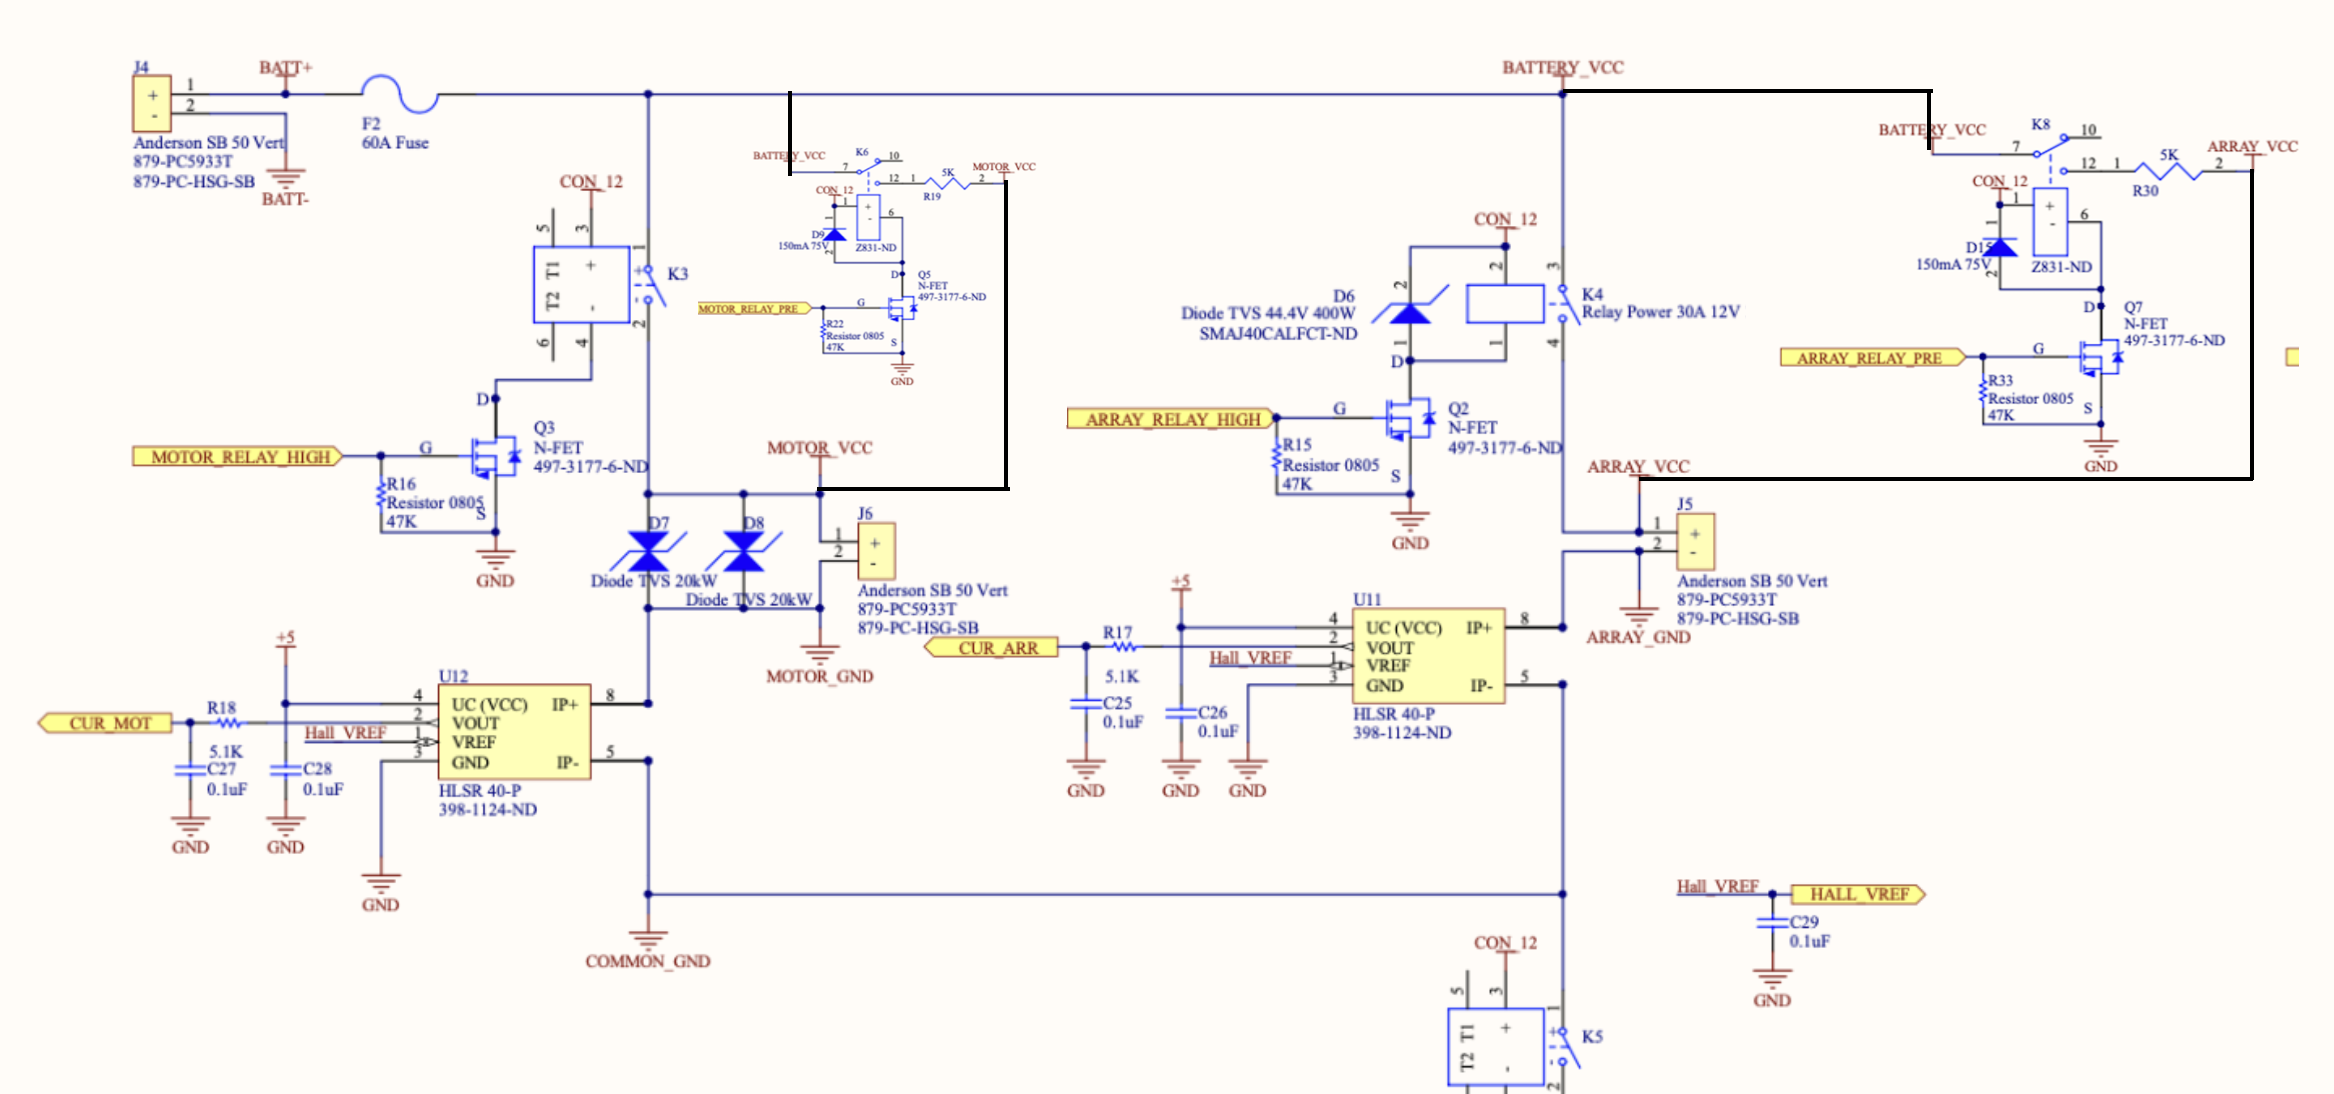 J4
1
2
+
-
Anderson SB 50 Vert
879-PC5933T
879-PC-HSG-SB
BATT+
BATT-
F2
60A Fuse
CON_12
5
3
T1
T2
+
-
6
4
1
2
+
-
K3
D
G
S
MOTOR_RELAY_HIGH
Q3
N-FET
497-3177-6-ND
R16
Resistor 0805
47K
GND
BATTERY_VCC
K6
10
7
12
1
5K
2
R19
MOTOR_VCC
CON_12
1
+
-
6
1
D9
150mA 75V
2
Z831-ND
D
Q5
N-FET
497-3177-6-ND
MOTOR_RELAY_PRE
G
R22
Resistor 0805
47K
S
GND
MOTOR_VCC
D7
D8
Diode TVS 20kW
Diode TVS 20kW
J6
1
2
+
-
Anderson SB 50 Vert
879-PC5933T
879-PC-HSG-SB
MOTOR_GND
+5
U12
4
UC (VCC)
IP+
8
2
VOUT
1
VREF
3
GND
IP-
5
HLSR 40-P
398-1124-ND
CUR_MOT
R18
5.1K
Hall_VREF
C27
0.1uF
C28
0.1uF
GND
GND
GND
COMMON_GND
BATTERY_VCC
CON_12
2
2
1
1
3
4
D6
Diode TVS 44.4V 400W
SMAJ40CALFCT-ND
K4
Relay Power 30A 12V
D
G
S
ARRAY_RELAY_HIGH
Q2
N-FET
497-3177-6-ND
R15
Resistor 0805
47K
GND
BATTERY_VCC
K8
10
7
12
1
5K
2
R30
ARRAY_VCC
CON_12
1
+
-
6
1
D15
150mA 75V
2
Z831-ND
D
Q7
N-FET
497-3177-6-ND
ARRAY_RELAY_PRE
G
R33
Resistor 0805
47K
S
GND
ARRAY_VCC
J5
1
2
+
-
Anderson SB 50 Vert
879-PC5933T
879-PC-HSG-SB
ARRAY_GND
+5
U11
4
UC (VCC)
IP+
8
2
VOUT
1
VREF
3
GND
IP-
5
HLSR 40-P
398-1124-ND
CUR_ARR
R17
5.1K
Hall_VREF
C25
0.1uF
C26
0.1uF
GND
GND
GND
Hall_VREF
HALL_VREF
C29
0.1uF
GND
CON_12
5
3
T1
T2
+
-
1
2
+
-
K5